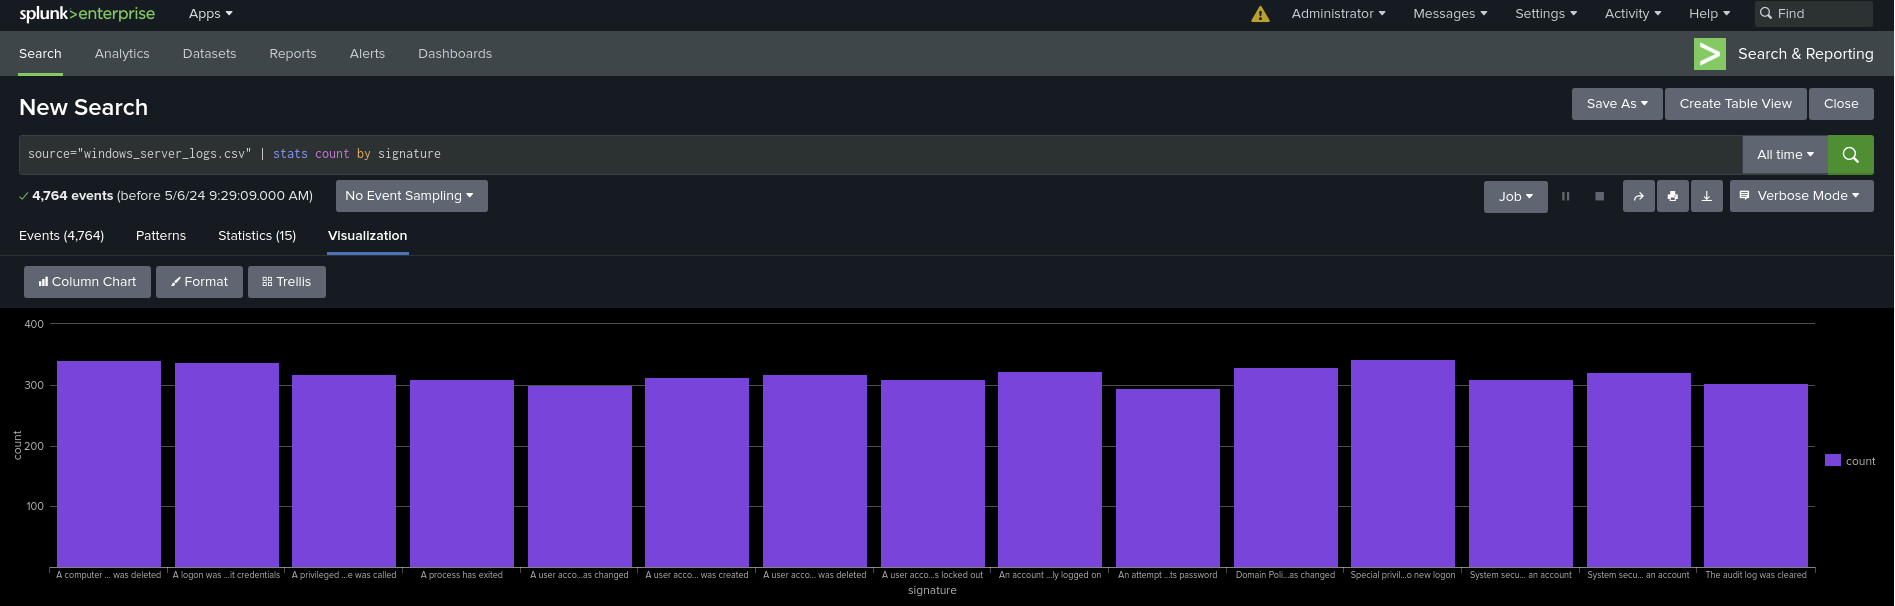 splunk>enterprise Apps Administrator Messages Settings Activity Help Find
Search Analytics Datasets Reports Alerts Dashboards Search & Reporting
New Search Save As Create Table View Close
source="windows_server_logs.csv" | stats count by signature All time
4,764 events (before 5/6/24 9:29:09.000 AM) No Event Sampling Job Verbose Mode
Events (4,764) Patterns Statistics (15) Visualization
Column Chart Format Trellis
400
300
200
100
count
count
A computer ... was deleted A logon was ...it credentials A privileged ...e was called A process has exited A user acco...as changed A user acco... was created A user acco... was deleted A user acco...s locked out An account ...ly logged on An attempt ...ts password Domain Poli...as changed Special privil...o new logon System secu... an account System secu... an account The audit log was cleared
signature